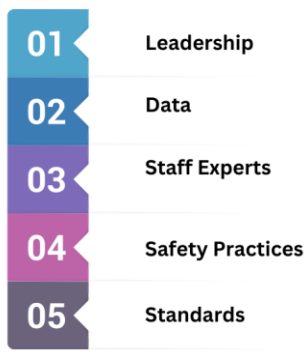 01 Leadership
02 Data
03 Staff Experts
04 Safety Practices
05 Standards